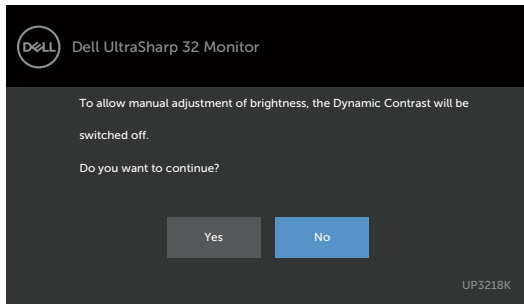 DELL
Dell UltraSharp 32 Monitor
To allow manual adjustment of brightness, the Dynamic Contrast will be
switched off.
Do you want to continue?
Yes
No
UP3218K